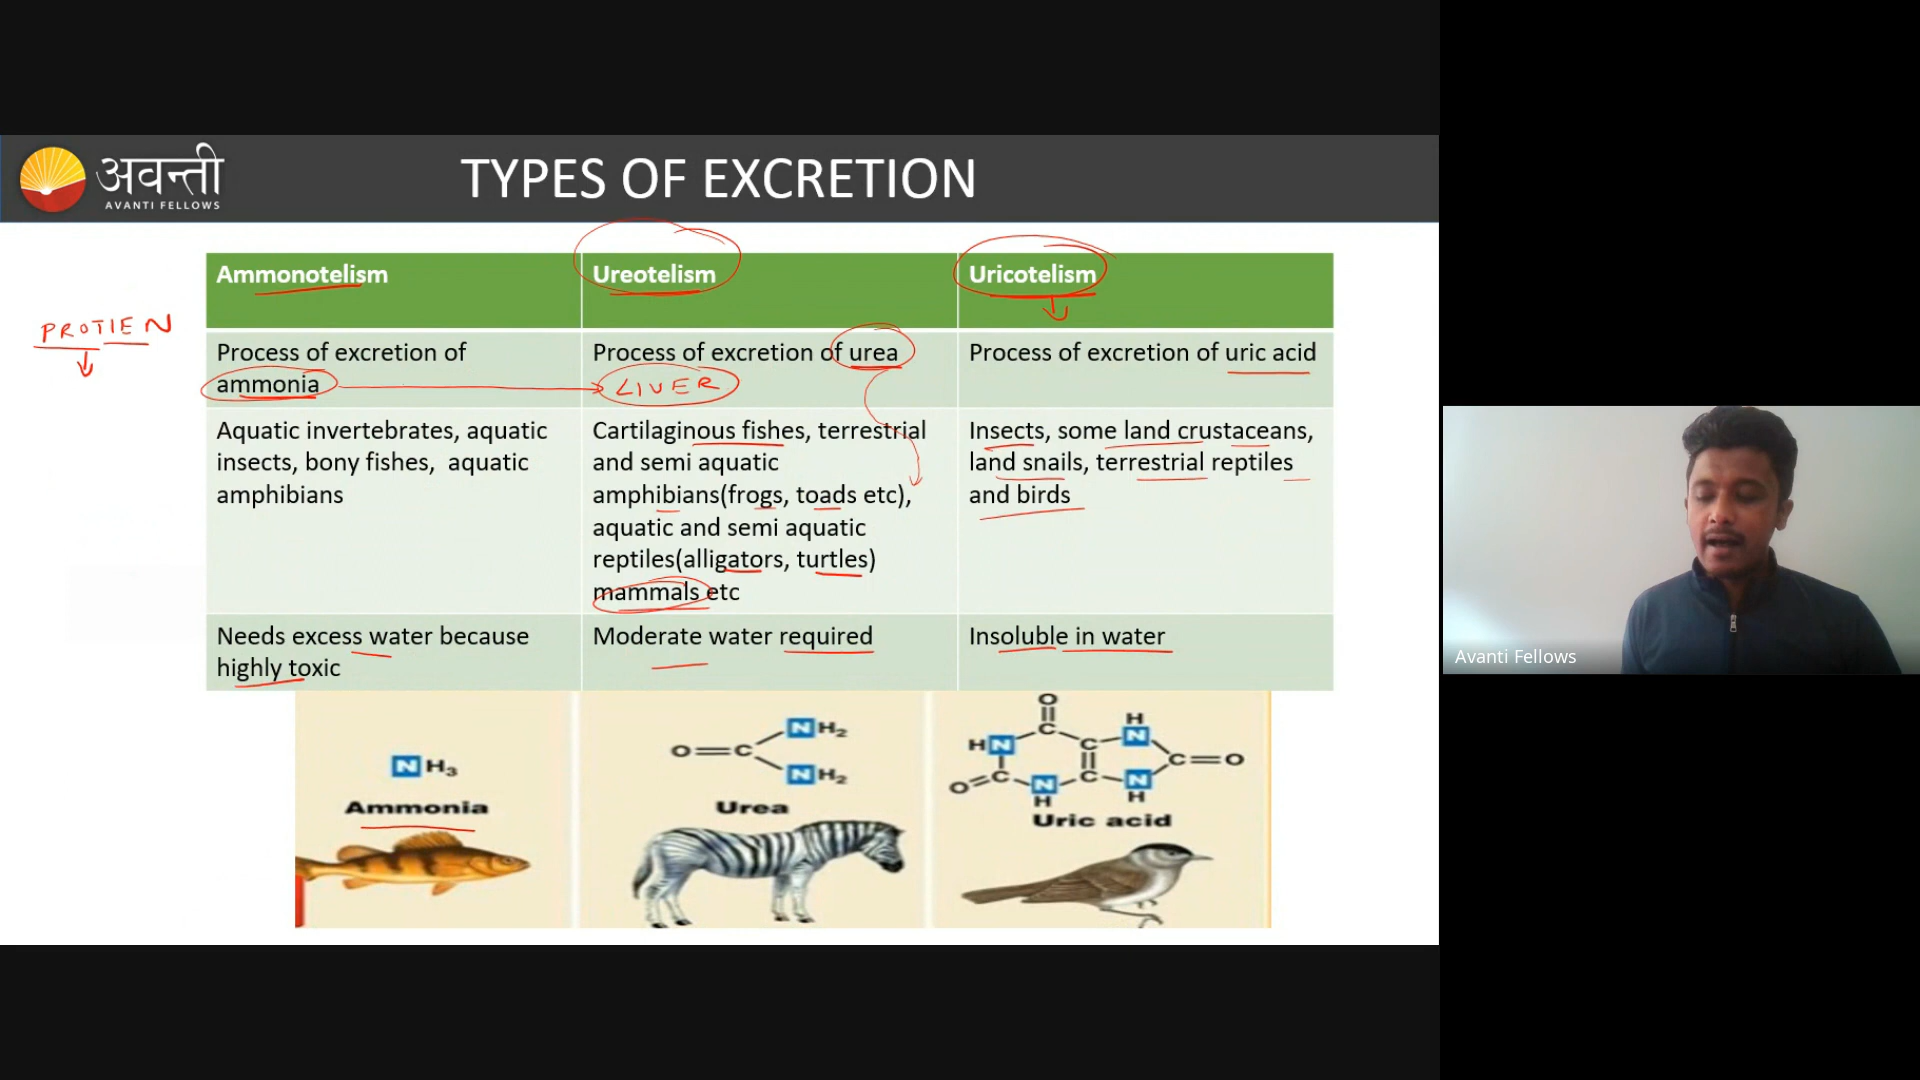 अवन्ती
AVANTI FELLOWS
TYPES OF EXCRETION
Ammonotelism
Ureotelism
Uricotelism
PROTIEN
Process of excretion of
ammonia
Process of excretion of urea
LIVER
Process of excretion of uric acid
Aquatic invertebrates, aquatic
insects, bony fishes, aquatic
amphibians
Cartilaginous fishes, terrestrial
and semi aquatic
amphibians(frogs, toads etc),
aquatic and semi aquatic
reptiles(alligators, turtles)
mammals etc
Insects, some land crustaceans,
land snails, terrestrial reptiles
and birds
Needs excess water because
highly toxic
Moderate water required
Insoluble in water
NH₃
Ammonia
O=C
NH₂
NH₂
Urea
O
C
H
N
HN
C
C=O
O=C
N
C
N
H
H
Uric acid
Avanti Fellows